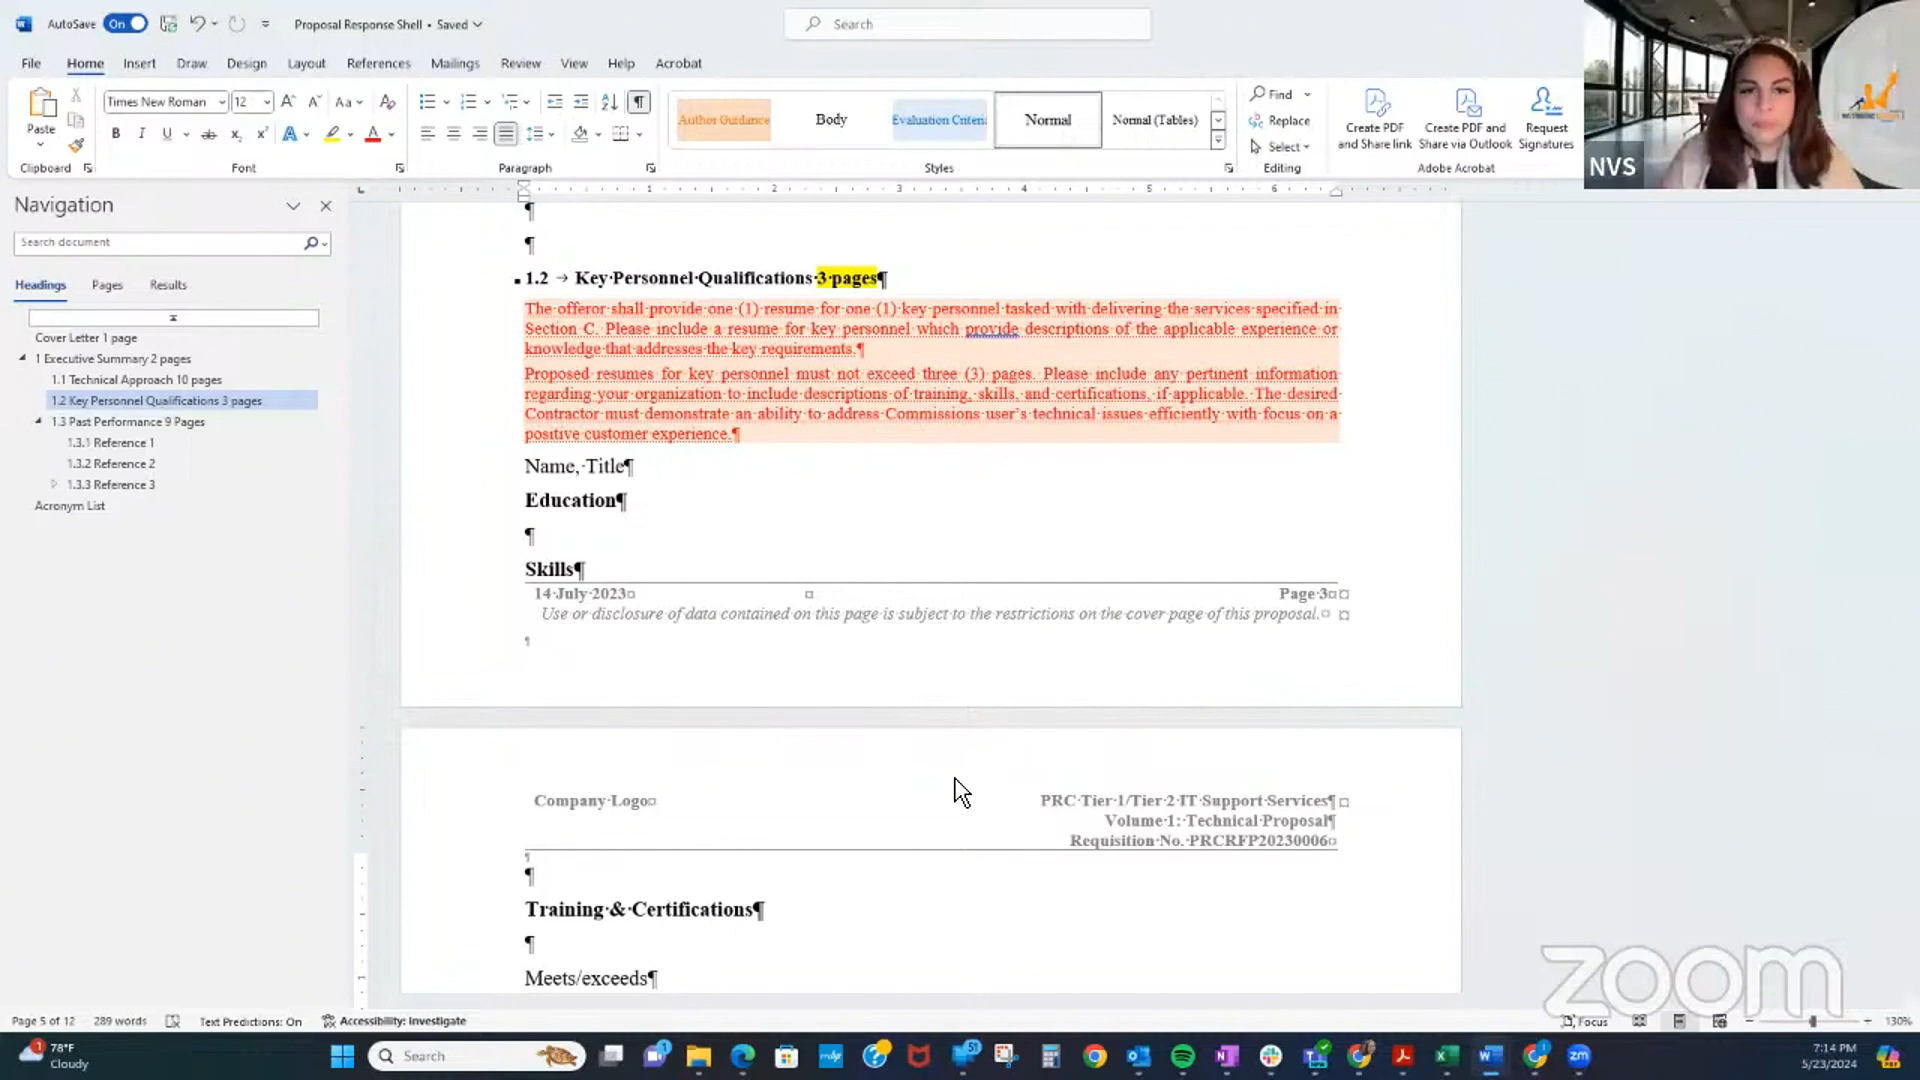 AutoSave On Proposal Response Shell • Saved Search
File Home Insert Draw Design Layout References Mailings Review View Help Acrobat
Paste Times New Roman 12
Clipboard Font Paragraph
Author Guidance Body Evaluation Criteri Normal Normal (Tables)
Styles
Find
Replace
Select
Editing
Create PDF and Share link
Create PDF and Share via Outlook
Request Signatures
Adobe Acrobat
NVS
Navigation
Search document
Headings Pages Results
Cover Letter 1 page
1 Executive Summary 2 pages
1.1 Technical Approach 10 pages
1.2 Key Personnel Qualifications 3 pages
1.3 Past Performance 9 Pages
1.3.1 Reference 1
1.3.2 Reference 2
1.3.3 Reference 3
Acronym List
1 2 3 4 5 6
1.2 → Key·Personnel·Qualifications·3·pages¶
The offeror shall provide one (1) resume for one (1) key personnel tasked with delivering the services specified in
Section C. Please include a resume for key personnel which provide descriptions of the applicable experience or
knowledge that addresses the key requirements.¶
Proposed resumes for key personnel must not exceed three (3) pages. Please include any pertinent information
regarding your organization to include descriptions of training, skills, and certifications, if applicable. The desired
Contractor must demonstrate an ability to address Commissions user's technical issues efficiently with focus on a
positive customer experience.¶
Name, Title¶
Education¶
¶
Skills¶
14 July 2023 Page 3
Use or disclosure of data contained on this page is subject to the restrictions on the cover page of this proposal.
Company Logo PRC Tier 1/Tier 2 IT Support Services¶
Volume 1: Technical Proposal¶
Requisition No. PRCRFP20230006
¶
Training & Certifications¶
¶
Meets/exceeds¶
zoom
Page 5 of 12 289 words Text Predictions: On Accessibility: Investigate Focus 130%
78°F
Cloudy
Search
7:14 PM
5/23/2024